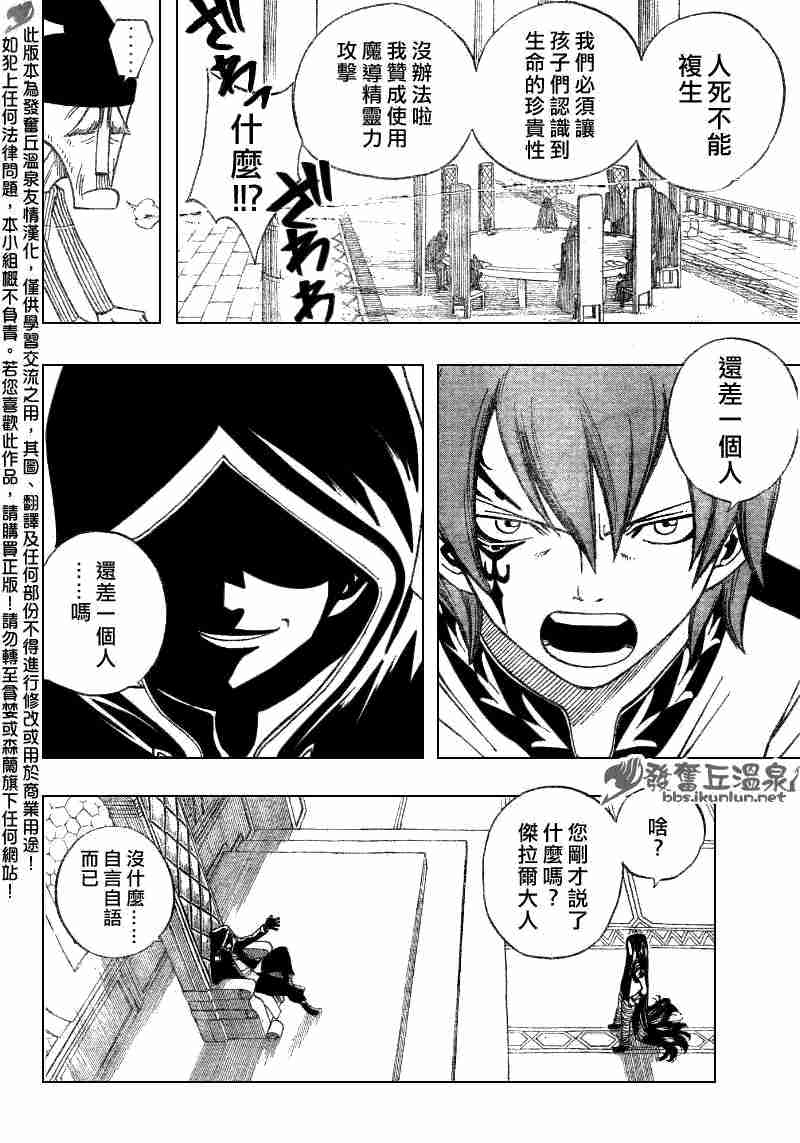 人死不能
複生
我們必須讓
孩子們認識到
生命的珍貴性
沒辦法啦
我贊成使用
魔導精靈力
攻擊
什麼!!?
ざわっ
ざわわ
……
還差一個人
還差一個人
……嗎
啥？
您剛才説了
什麼嗎？
傑拉爾大人
沒什麼……
自言自語
而已
發奮丘溫泉
bbs.ikunlun.net
此版本為發奮丘溫泉友情漢化，僅供學習交流之用，其圖、翻譯及任何部份不得進行修改或用於商業用途！
如犯上任何法律問題，本小組概不負責。若您喜歡此作品，請購買正版！請勿轉至貪婪或森蘭旗下任何網站！